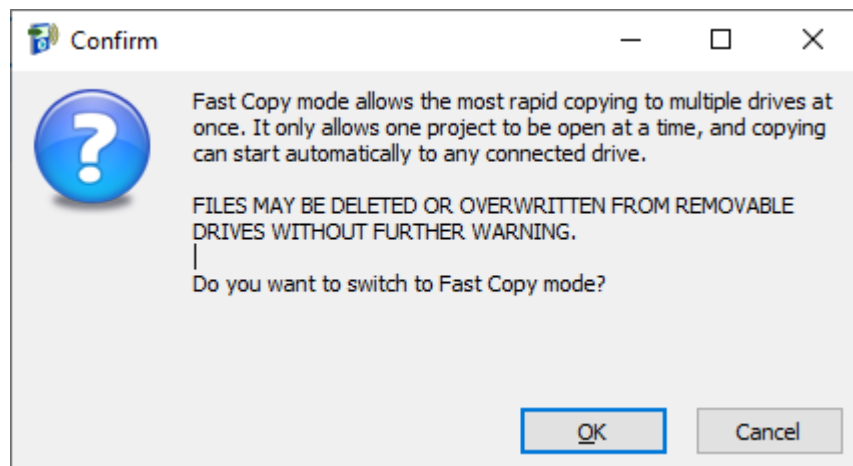 Confirm
Fast Copy mode allows the most rapid copying to multiple drives at
once. It only allows one project to be open at a time, and copying
can start automatically to any connected drive.
FILES MAY BE DELETED OR OVERWRITTEN FROM REMOVABLE
DRIVES WITHOUT FURTHER WARNING.
Do you want to switch to Fast Copy mode?
OK
Cancel